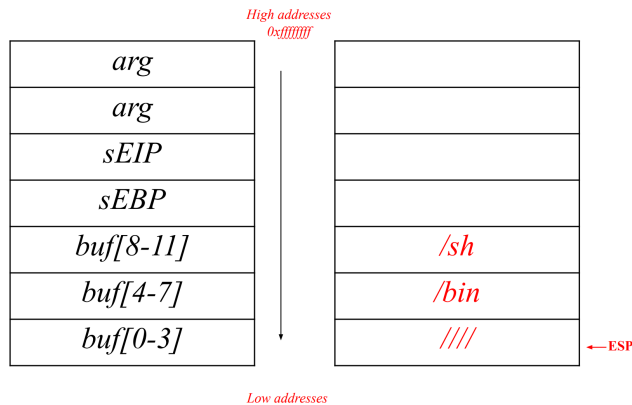 High addresses
0xffffffff
arg
arg
sEIP
sEBP
buf[8-11]
/sh
buf[4-7]
/bin
buf[0-3]
////
ESP
Low addresses